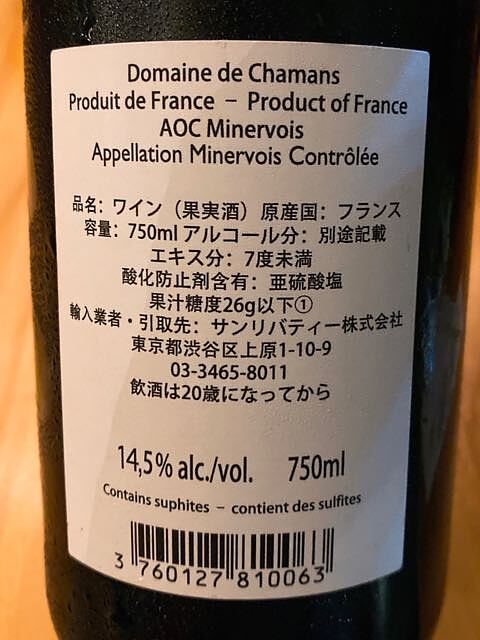 Domaine de Chamans
Produit de France – Product of France
AOC Minervois
Appellation Minervois Contrôlée
品名：ワイン（果実酒）原産国：フランス
容量：750ml アルコール分：別途記載
エキス分：7度未満
酸化防止剤含有：亜硫酸塩
果汁糖度26g以下①
輸入業者・引取先：サンリバティー株式会社
東京都渋谷区上原1-10-9
03-3465-8011
飲酒は20歳になってから
14,5% alc./vol. 750ml
Contains suphites – contient des sulfites
3 760127 810063